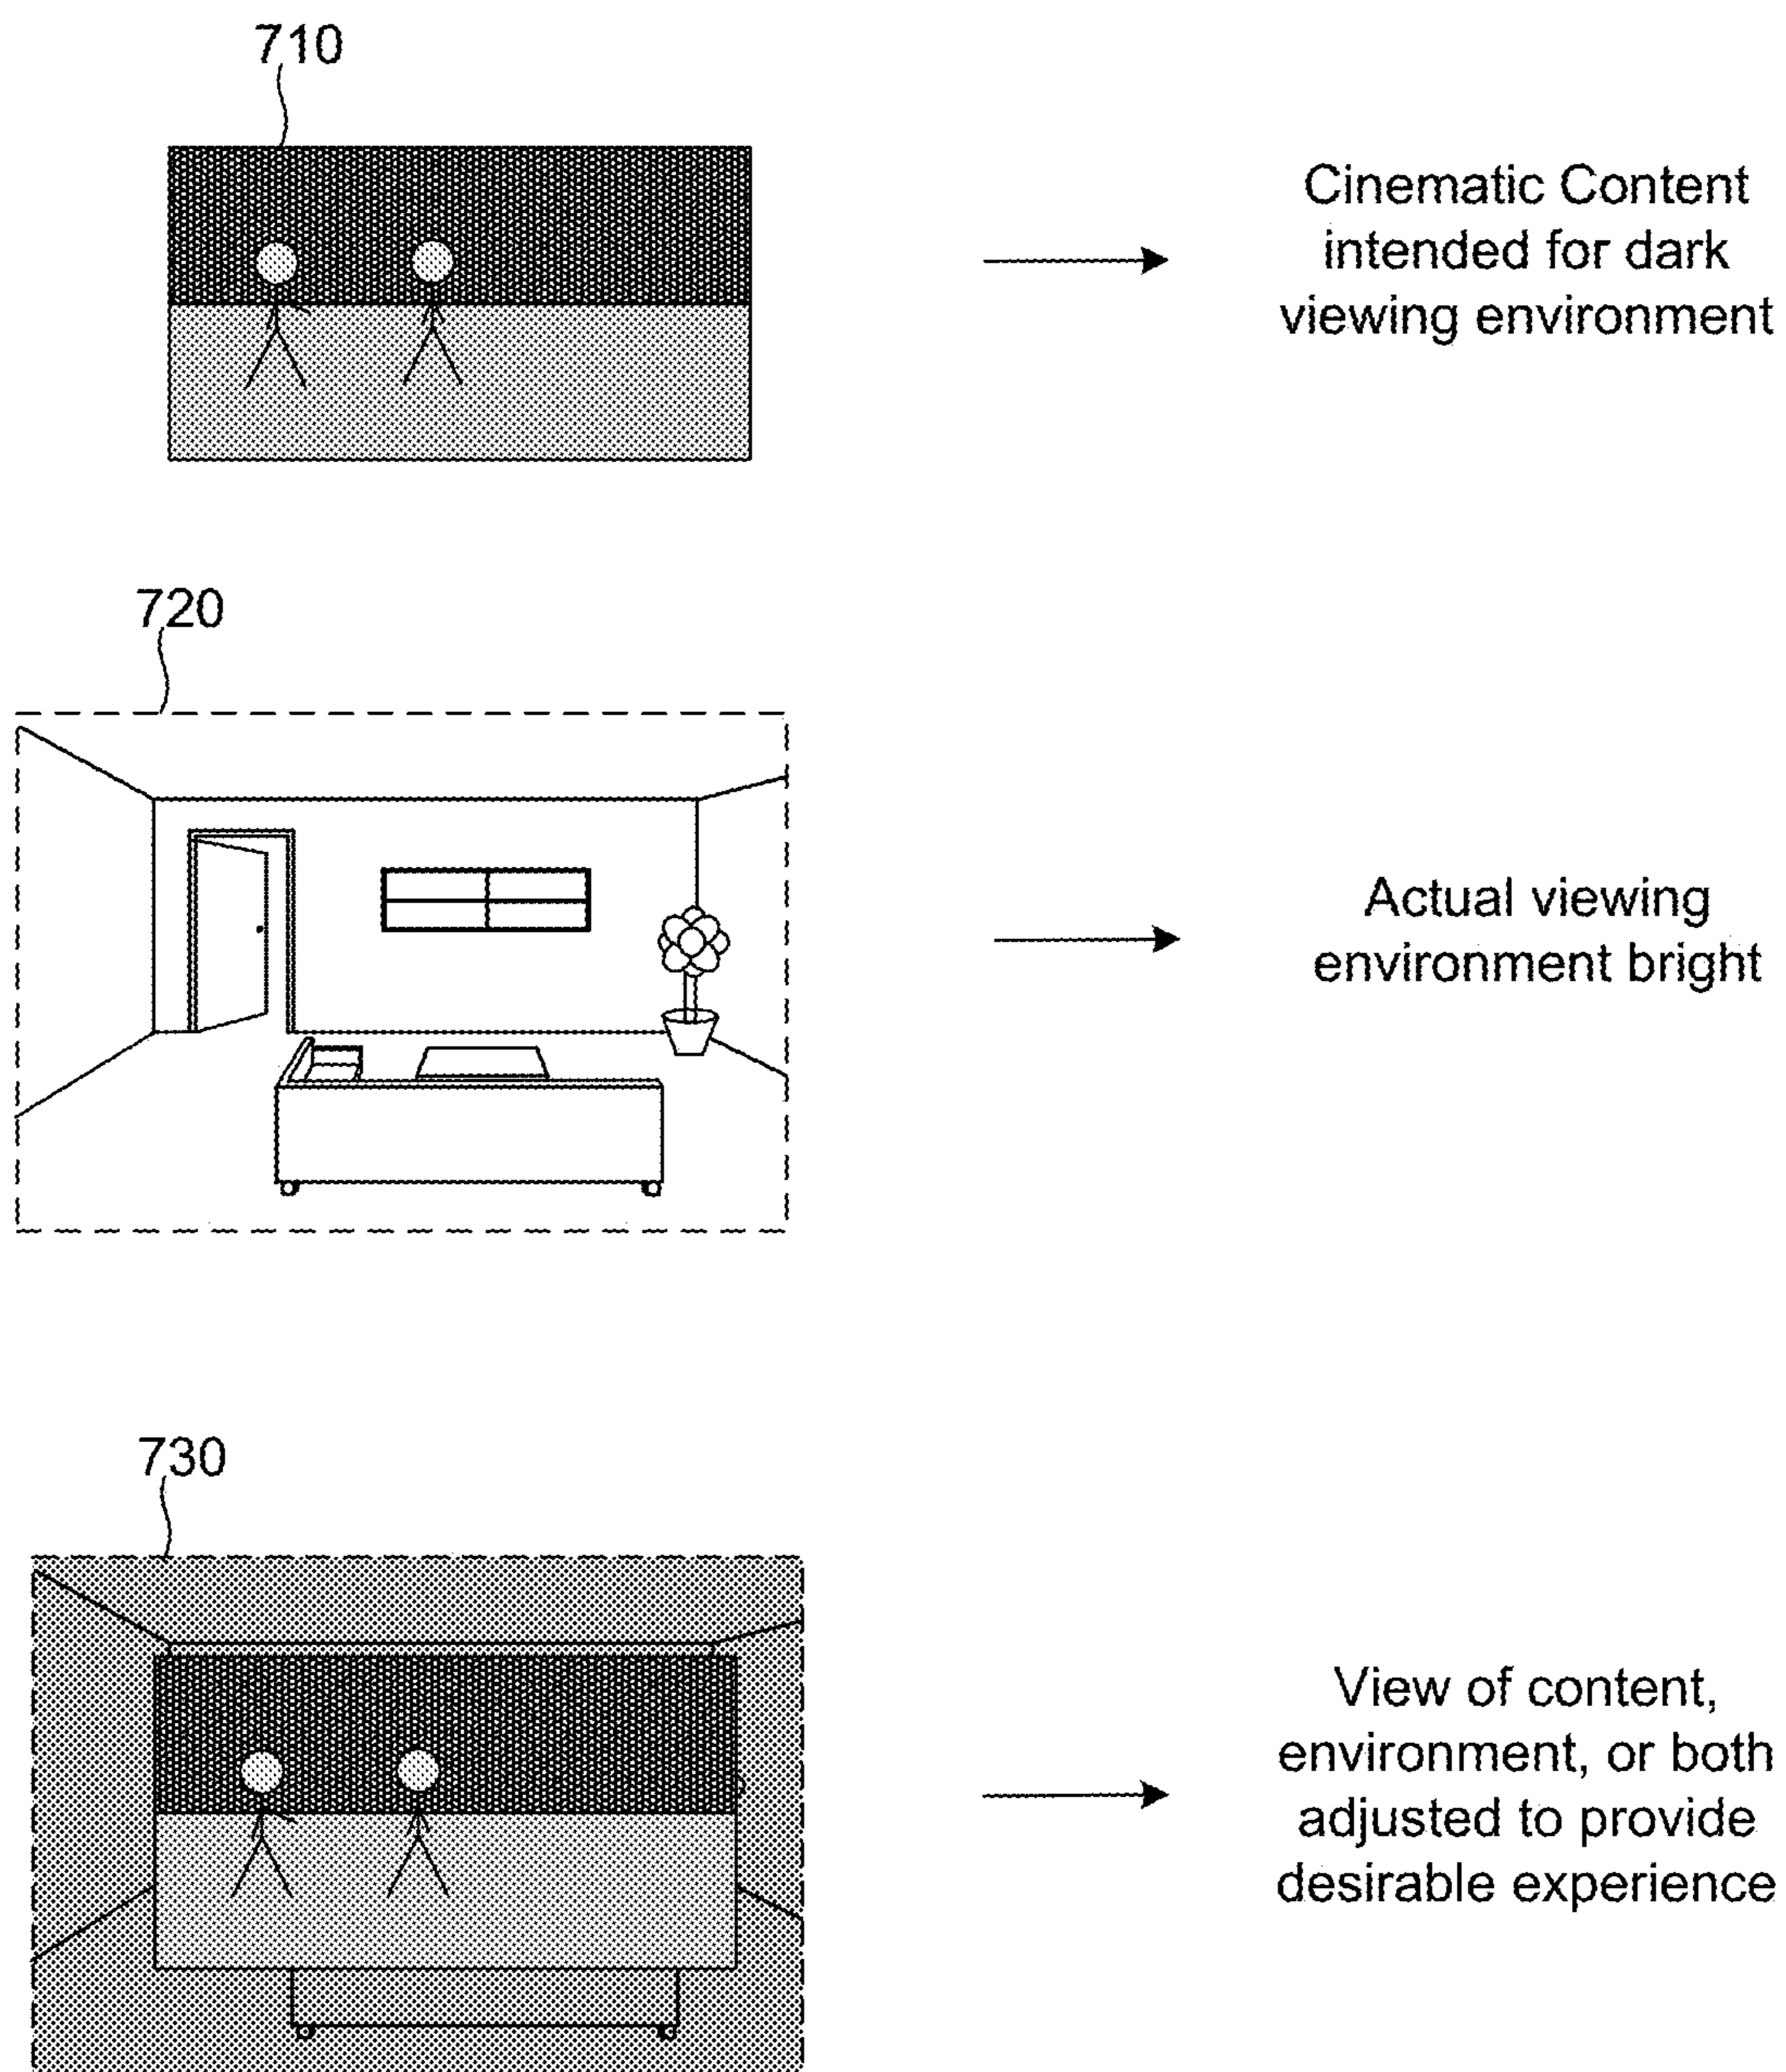 710
Cinematic Content
intended for dark
viewing environment
720
Actual viewing
environment bright
730
View of content,
environment, or both
adjusted to provide
desirable experience